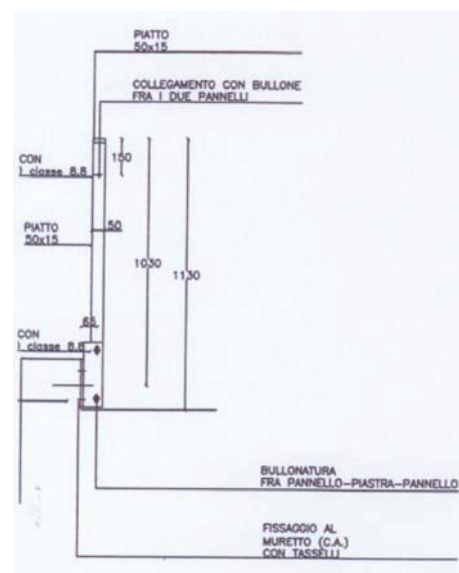 PIATTO
50x15
COLLEGAMENTO CON BULLONE
FRA I DUE PANNELLI
CON
classe 8.8
150
PIATTO
50x15
50
1030
1130
65
CON
classe 8.8
BULLONATURA
FRA PANNELLO-PIASTRA-PANNELLO
FISSAGGIO AL
MURETTO (C.A.)
CON TASSELLI